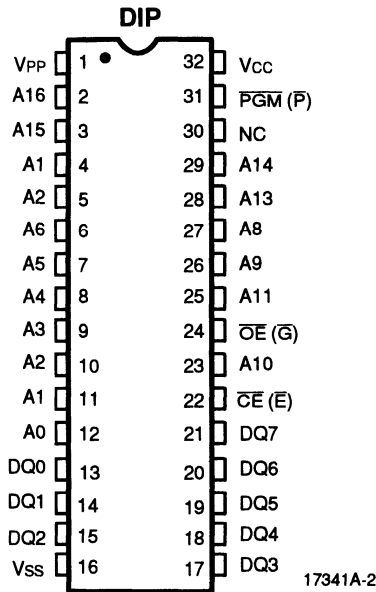 DIP
VPP 1 32 VCC
A16 2 31 PGM (P)
A15 3 30 NC
A1 4 29 A14
A2 5 28 A13
A6 6 27 A8
A5 7 26 A9
A4 8 25 A11
A3 9 24 OE (G)
A2 10 23 A10
A1 11 22 CE (E)
A0 12 21 DQ7
DQ0 13 20 DQ6
DQ1 14 19 DQ5
DQ2 15 18 DQ4
VSS 16 17 DQ3
17341A-2